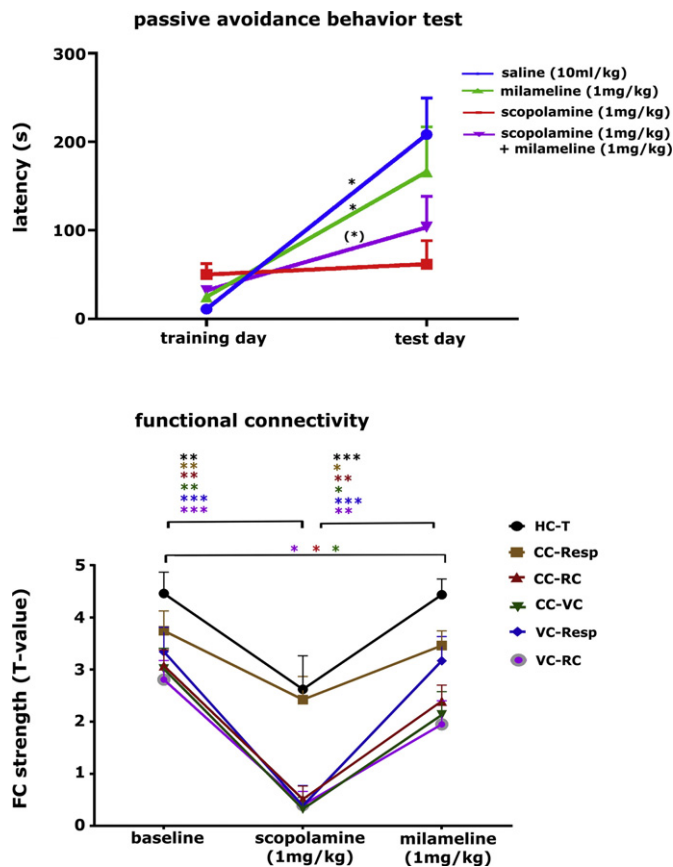 passive avoidance behavior test
300
200
100
0
latency (s)
saline (10ml/kg)
milameline (1mg/kg)
scopolamine (1mg/kg)
scopolamine (1mg/kg)
+ milameline (1mg/kg)
*
*
(*)
training day
test day
functional connectivity
** ***
** *
** **
** *
*** ***
*** **
* * *
5
4
3
2
1
0
FC strength (T-value)
HC-T
CC-Resp
CC-RC
CC-VC
VC-Resp
VC-RC
baseline scopolamine milameline
(1mg/kg) (1mg/kg)